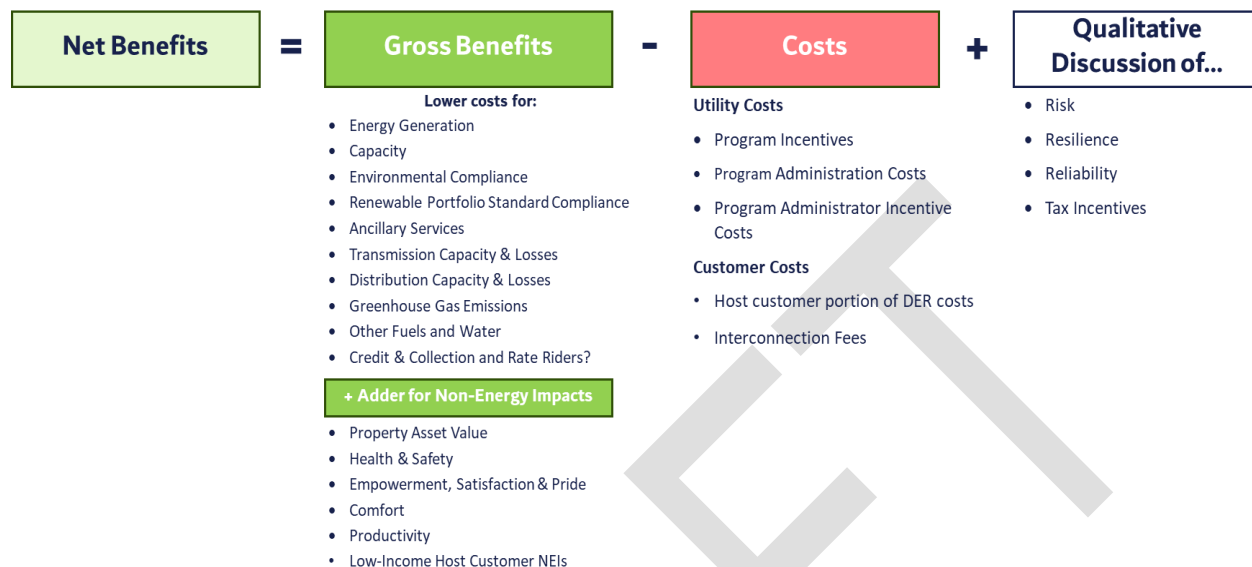 Net Benefits
=
Gross Benefits
-
Costs
+
Qualitative
Discussion of...
Lower costs for:
• Energy Generation
• Capacity
• Environmental Compliance
• Renewable Portfolio Standard Compliance
• Ancillary Services
• Transmission Capacity & Losses
• Distribution Capacity & Losses
• Greenhouse Gas Emissions
• Other Fuels and Water
• Credit & Collection and Rate Riders?
+ Adder for Non-Energy Impacts
• Property Asset Value
• Health & Safety
• Empowerment, Satisfaction & Pride
• Comfort
• Productivity
• Low-Income Host Customer NEIs
Utility Costs
• Program Incentives
• Program Administration Costs
• Program Administrator Incentive
Costs
Customer Costs
• Host customer portion of DER costs
• Interconnection Fees
• Risk
• Resilience
• Reliability
• Tax Incentives